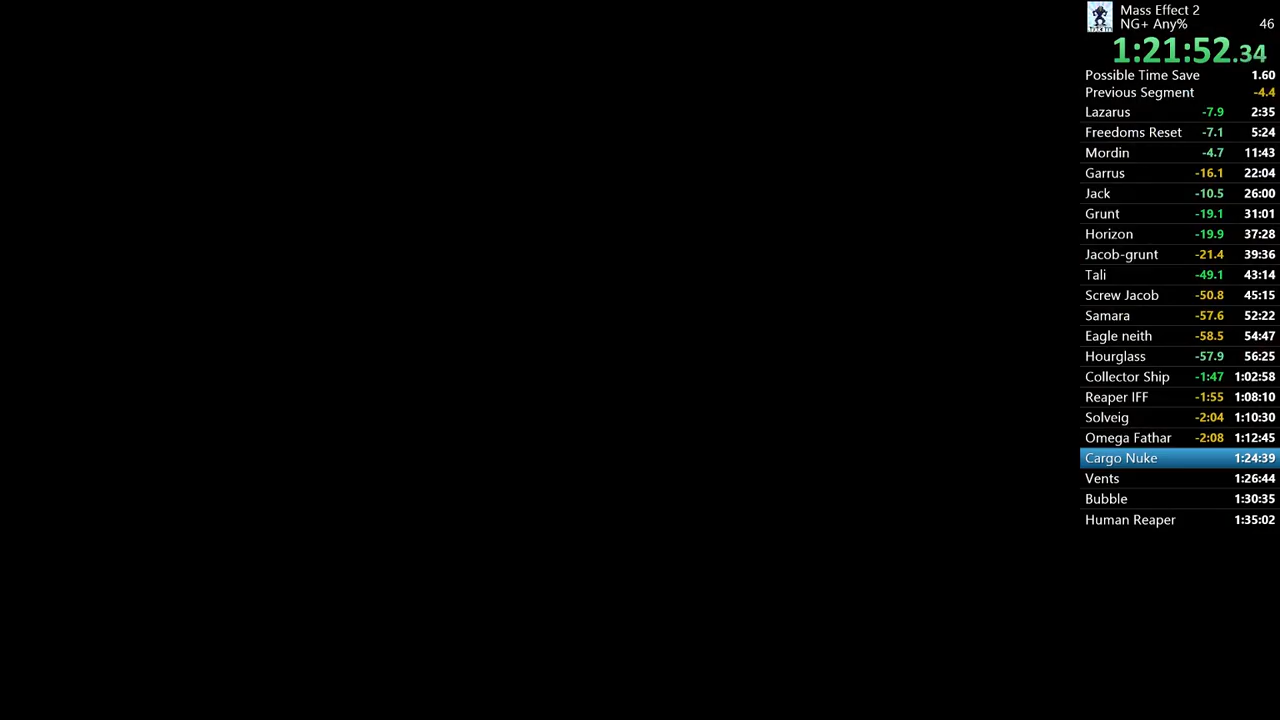 Mass Effect 2
NG+ Any% 46
1:21:52.34
Possible Time Save 1.60
Previous Segment -4.4
Lazarus -7.9 2:35
Freedoms Reset -7.1 5:24
Mordin -4.7 11:43
Garrus -16.1 22:04
Jack -10.5 26:00
Grunt -19.1 31:01
Horizon -19.9 37:28
Jacob-grunt -21.4 39:36
Tali -49.1 43:14
Screw Jacob -50.8 45:15
Samara -57.6 52:22
Eagle neith -58.5 54:47
Hourglass -57.9 56:25
Collector Ship -1:47 1:02:58
Reaper IFF -1:55 1:08:10
Solveig -2:04 1:10:30
Omega Fathar -2:08 1:12:45
Cargo Nuke 1:24:39
Vents 1:26:44
Bubble 1:30:35
Human Reaper 1:35:02